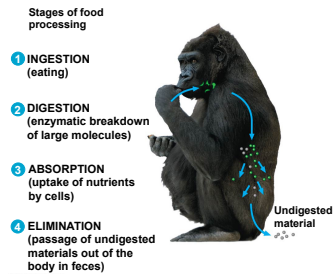 Stages of food
processing
1 INGESTION
(eating)
2 DIGESTION
(enzymatic breakdown
of large molecules)
3 ABSORPTION
(uptake of nutrients
by cells)
4 ELIMINATION
(passage of undigested
materials out of the
body in feces)
Undigested
material